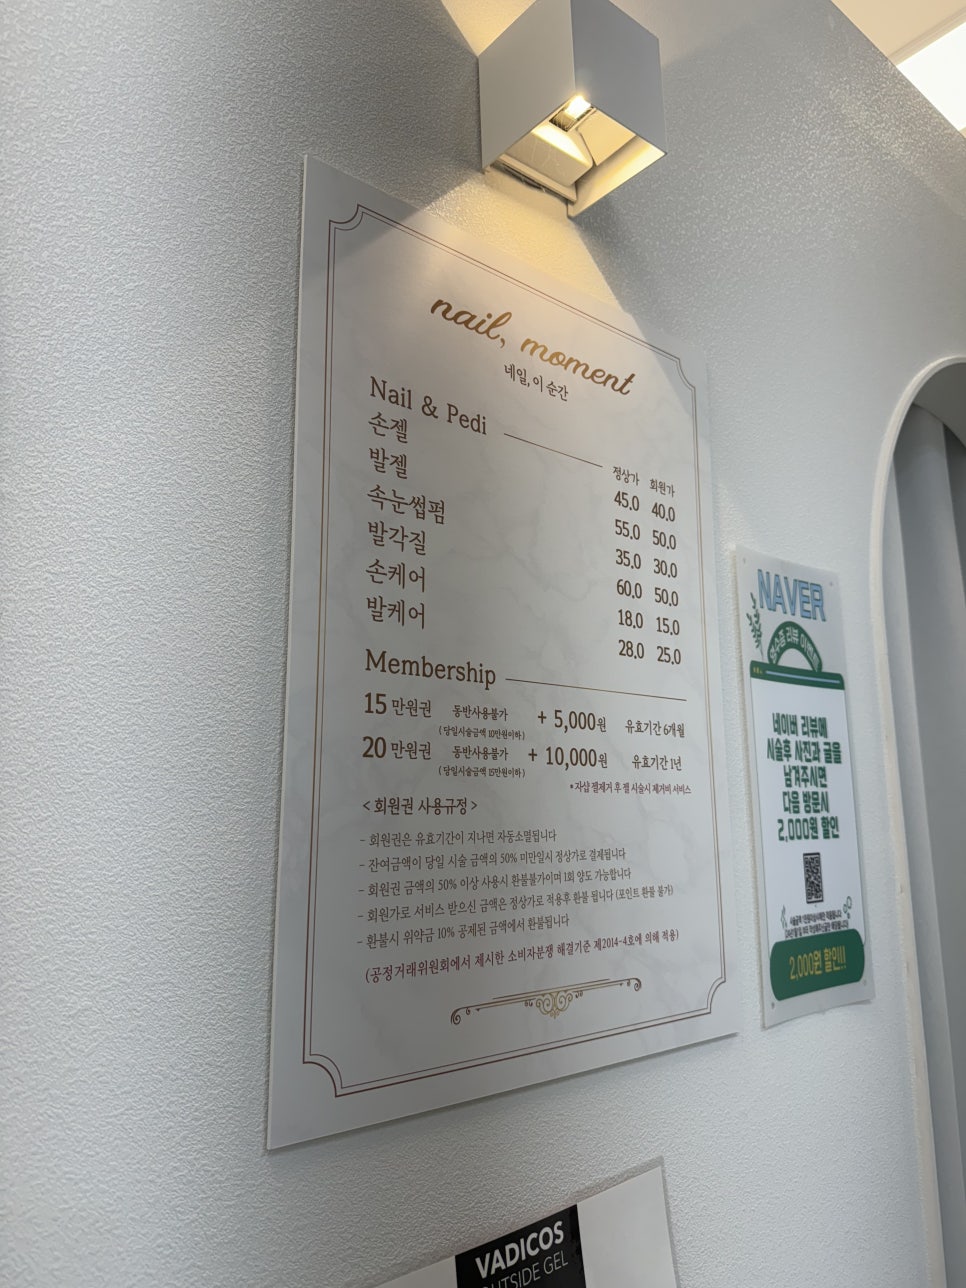 nail, moment
네일, 이 순간
Nail & Pedi
정상가 회원가
손젤 45.0 40.0
발젤 55.0 50.0
속눈썹펌 35.0 30.0
발각질 60.0 50.0
손케어 18.0 15.0
발케어 28.0 25.0
Membership
15 만원권 동반사용불가 + 5,000원 유효기간 6개월
(당일시술금액 10만원이하)
20 만원권 동반사용불가 + 10,000원 유효기간 1년
(당일시술금액 15만원이하)
*자샵 젤제거 후 젤 시술시 제거비 서비스
<회원권 사용규정>
- 회원권은 유효기간이 지나면 자동소멸됩니다
- 잔여금액이 당일 시술 금액의 50% 미만일시 정상가로 결제됩니다
- 회원권 금액의 50% 이상 사용시 환불불가이며 1회 양도 가능합니다
- 회원가로 서비스 받으신 금액은 정상가로 적용후 환불 됩니다 (포인트 환불 불가)
- 환불시 위약금 10% 공제된 금액에서 환불됩니다
(공정거래위원회에서 제시한 소비자분쟁 해결기준 제2014-4호에 의해 적용)
NAVER
영수증 리뷰 이벤트
네이버 리뷰에
시술후 사진과 글을
남겨주시면
다음 방문시
2,000원 할인
2,000원 할인!!
VADICOS
OUTSIDE GEL